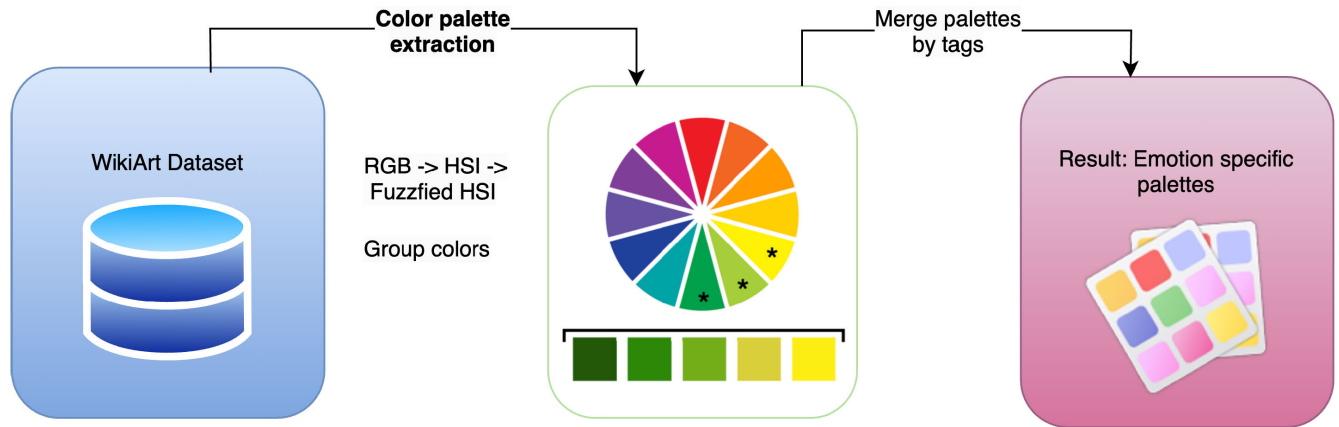 Color palette
extraction
Merge palettes
by tags
WikiArt Dataset
RGB -> HSI ->
Fuzzfied HSI
Group colors
*
*
*
Result: Emotion specific
palettes